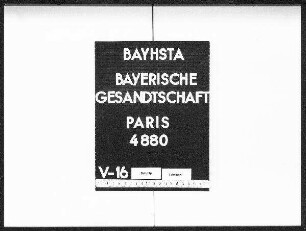 BAYHSTA
BAYERISCHE
GESANDTSCHAFT
PARIS
4880
V-16